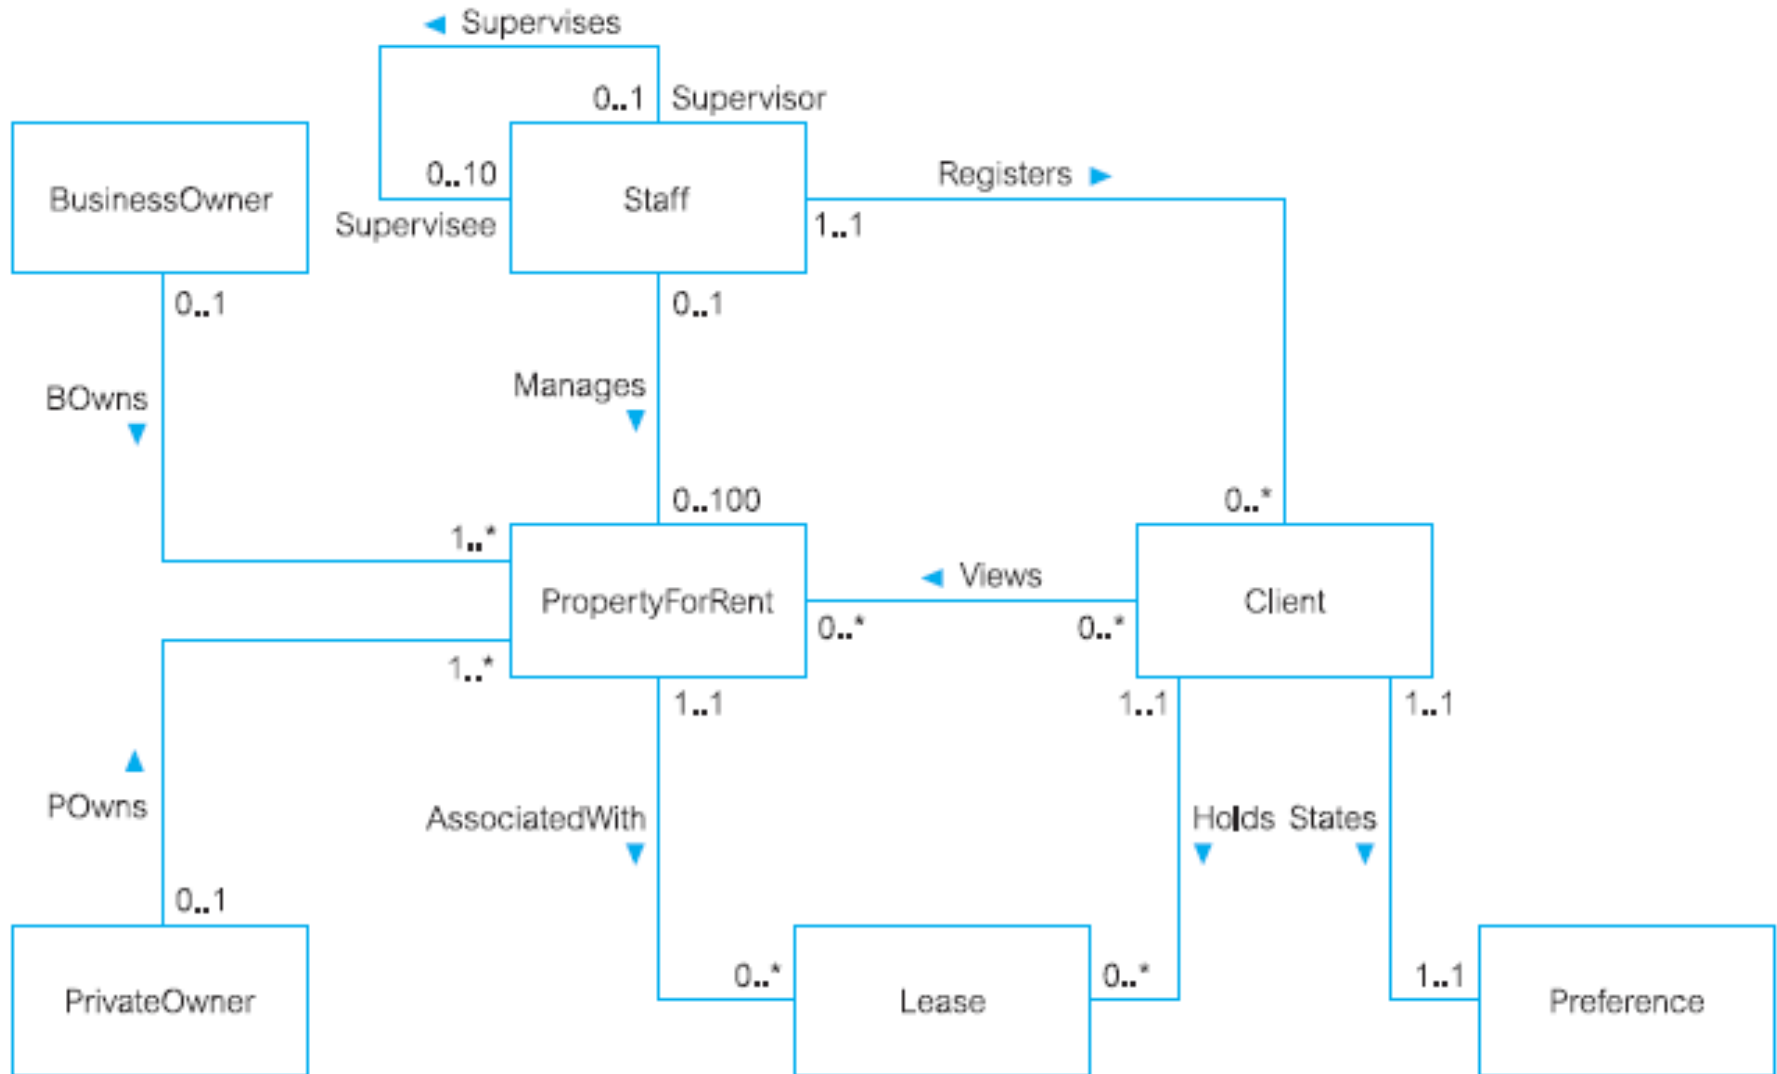 Supervises
0..1 Supervisor
0..10
Supervisee
BusinessOwner
Staff
Registers
1..1
0..1
0..1
BOwns
Manages
0..100
0..*
1..*
PropertyForRent
Views
Client
0..*
0..*
1..*
1..1
1..1
1..1
POwns
AssociatedWith
Holds States
0..1
0..*
0..*
1..1
PrivateOwner
Lease
Preference